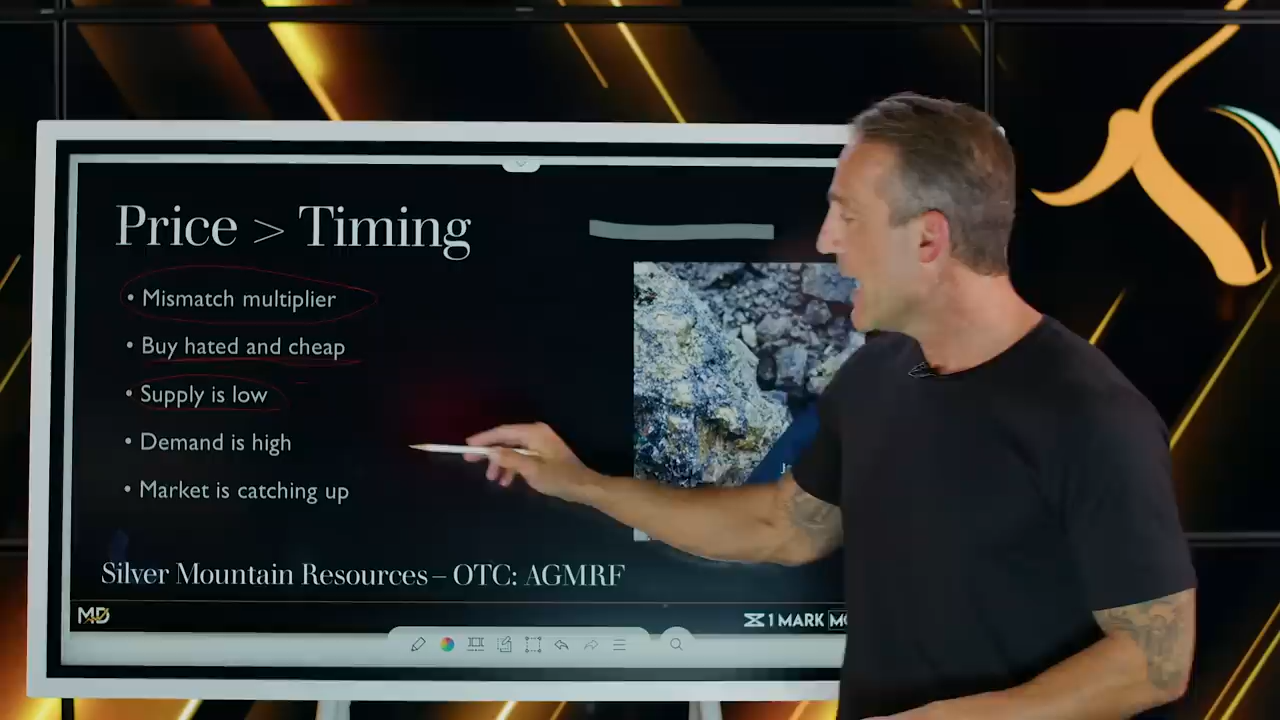 Price > Timing
• Mismatch multiplier
• Buy hated and cheap
• Supply is low
• Demand is high
• Market is catching up
Silver Mountain Resources – OTC: AGMRF
MD
1 MARK